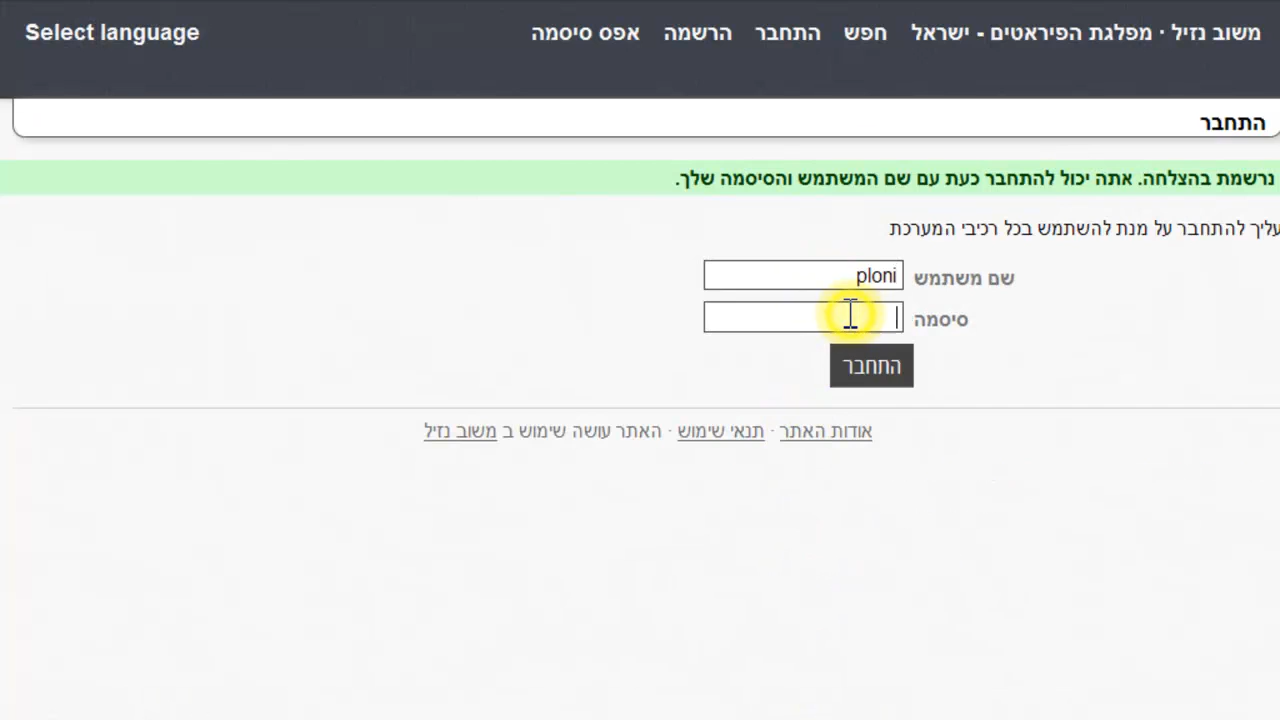 משוב נזיל · מפלגת הפיראטים - ישראל חפש התחבר הרשמה אפס סיסמה Select language
התחבר
נרשמת בהצלחה. אתה יכול להתחבר כעת עם שם המשתמש והסיסמה שלך.
עליך להתחבר על מנת להשתמש בכל רכיבי המערכת
שם משתמש ploni
סיסמה
התחבר
אודות האתר · תנאי שימוש · האתר עושה שימוש ב משוב נזיל